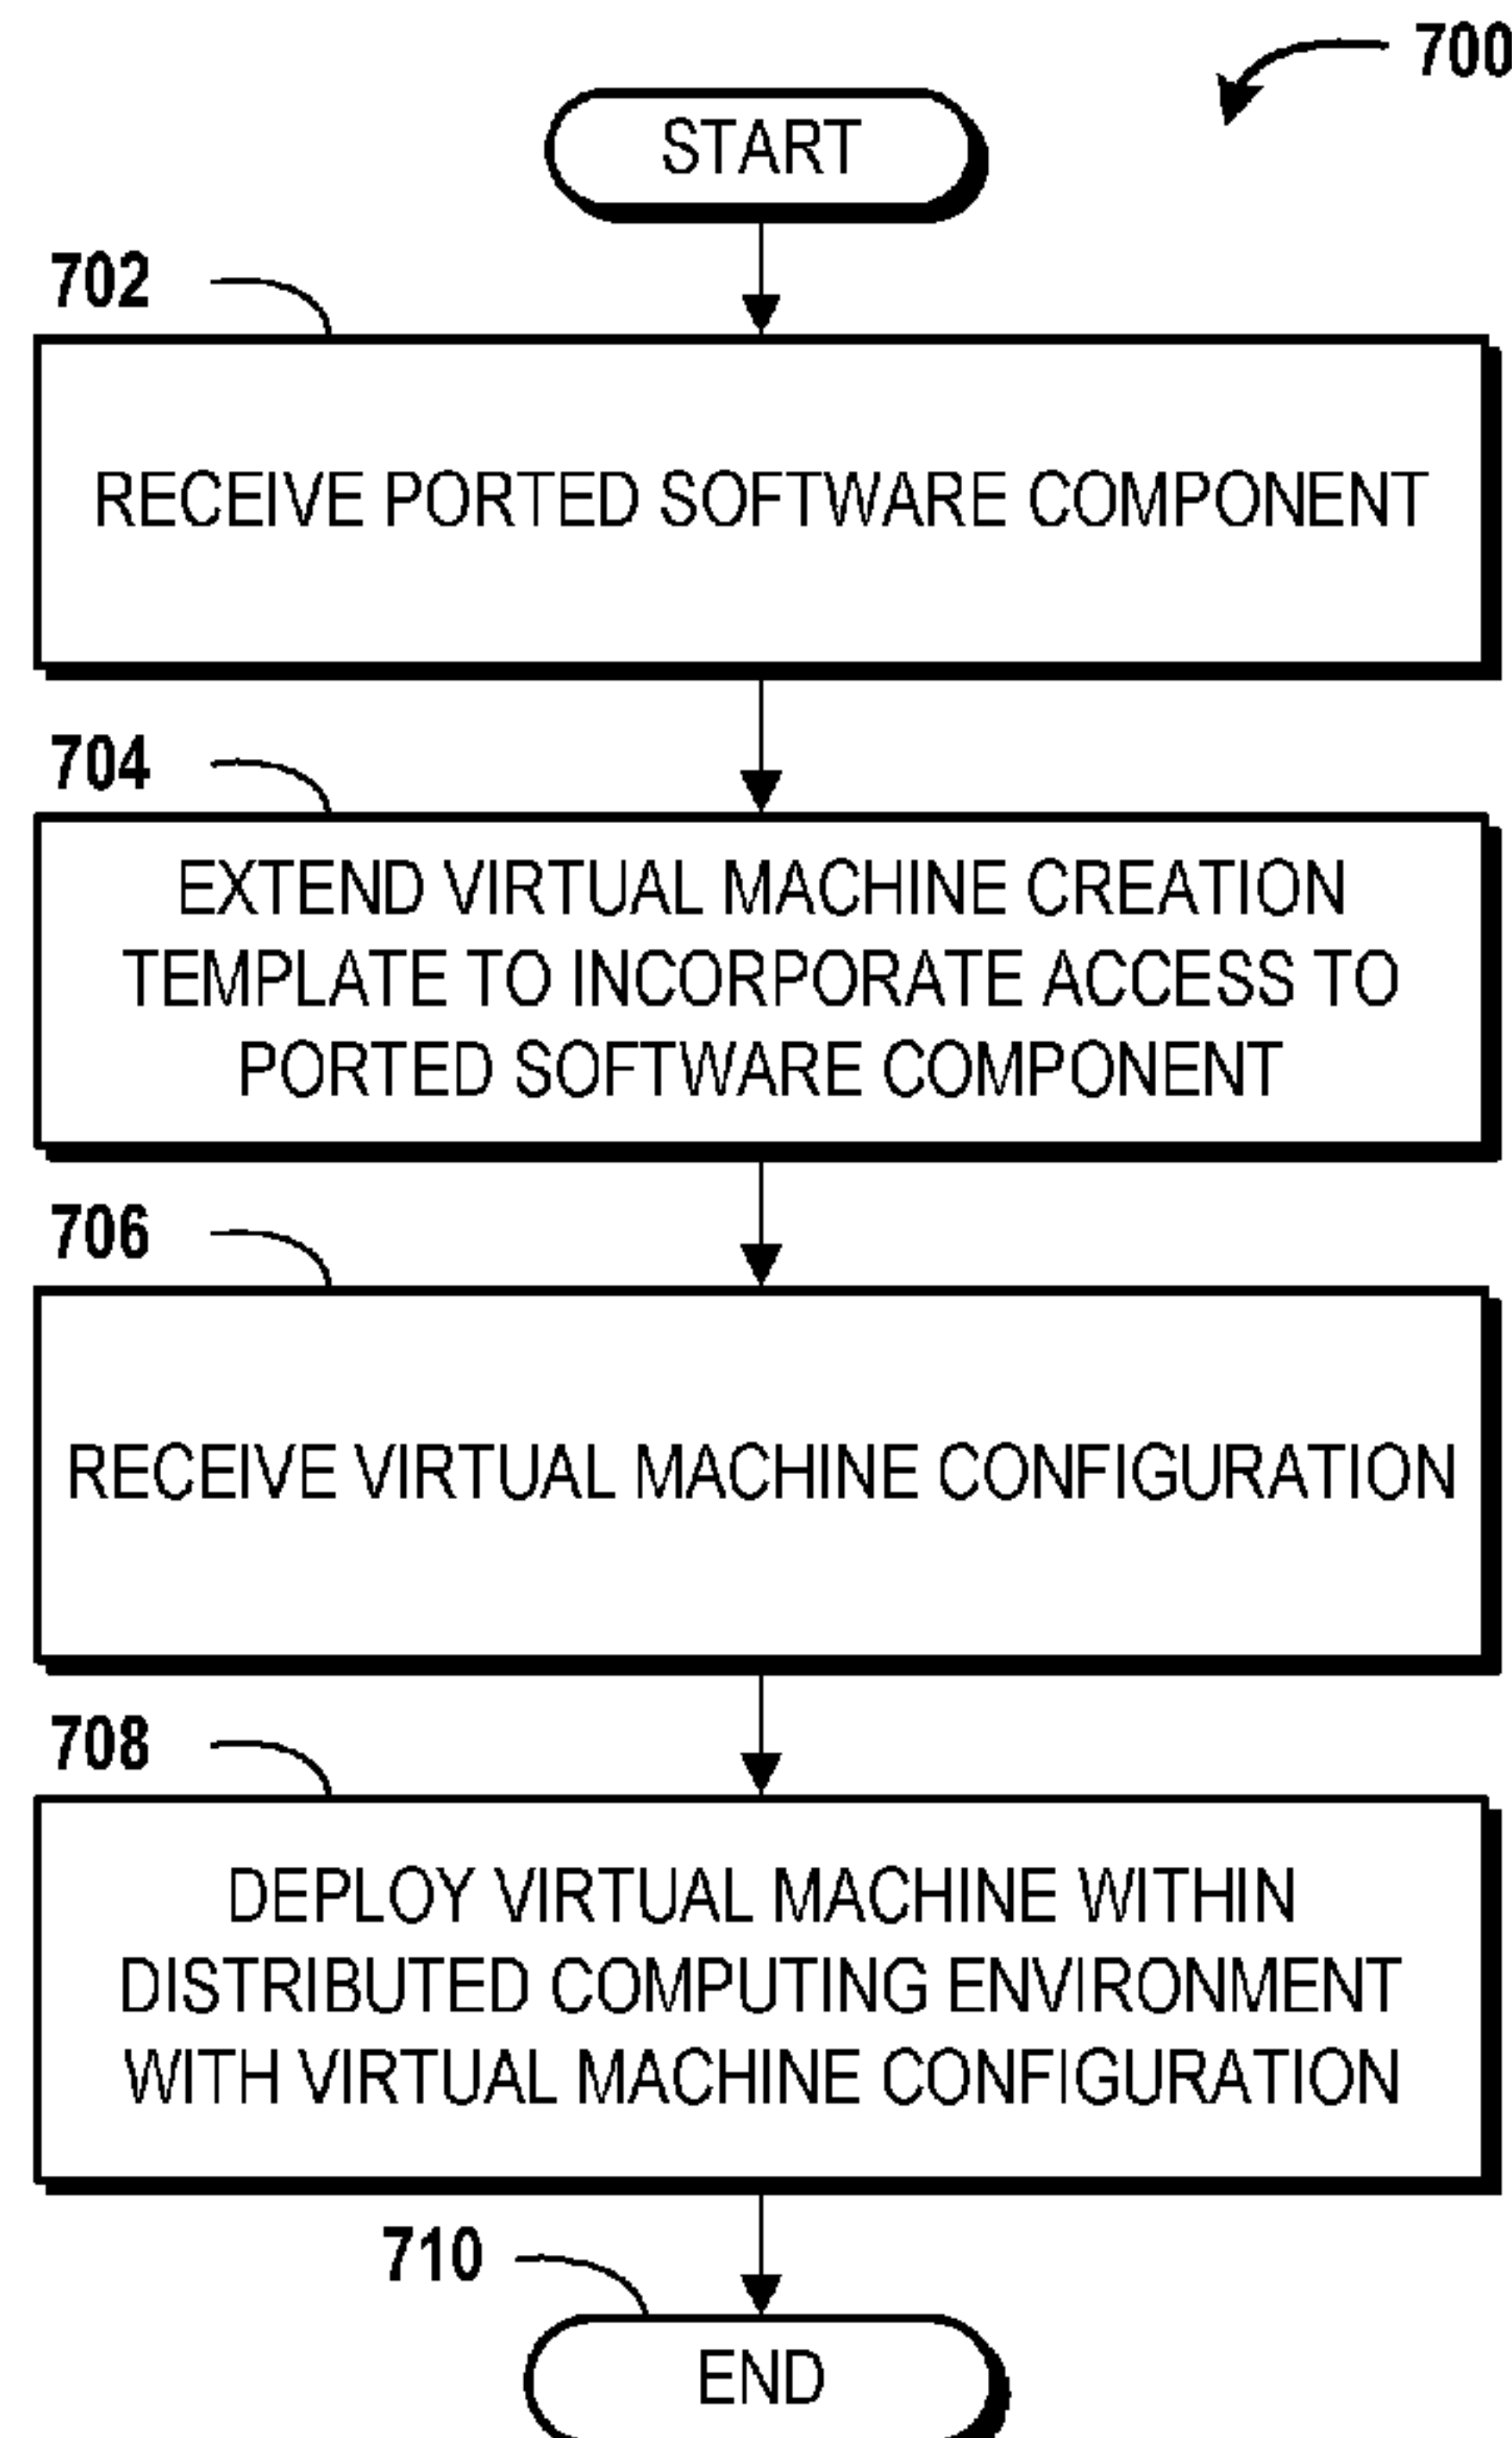 700
START
702
RECEIVE PORTED SOFTWARE COMPONENT
704
EXTEND VIRTUAL MACHINE CREATION
TEMPLATE TO INCORPORATE ACCESS TO
PORTED SOFTWARE COMPONENT
706
RECEIVE VIRTUAL MACHINE CONFIGURATION
708
DEPLOY VIRTUAL MACHINE WITHIN
DISTRIBUTED COMPUTING ENVIRONMENT
WITH VIRTUAL MACHINE CONFIGURATION
710
END